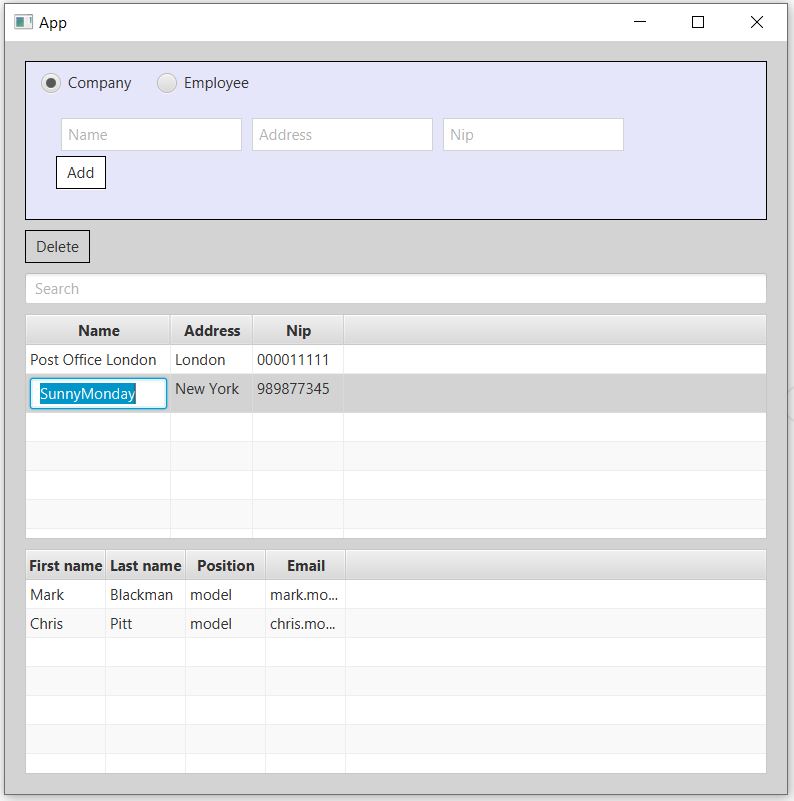 App
Company Employee
Name Address Nip
Add
Delete
Search
Name Address Nip
Post Office London London 000011111
SunnyMonday New York 989877345
First name Last name Position Email
Mark Blackman model mark.mo...
Chris Pitt model chris.mo...